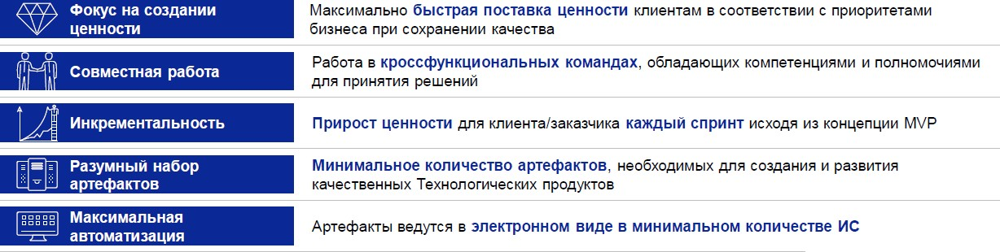 Фокус на создании
ценности
Максимально быстрая поставка ценности клиентам в соответствии с приоритетами
бизнеса при сохранении качества
Совместная работа
Работа в кроссфункциональных командах, обладающих компетенциями и полномочиями
для принятия решений
Инкрементальность
Прирост ценности для клиента/заказчика каждый спринт исходя из концепции MVP
Разумный набор
артефактов
Минимальное количество артефактов, необходимых для создания и развития
качественных Технологических продуктов
Максимальная
автоматизация
Артефакты ведутся в электронном виде в минимальном количестве ИС